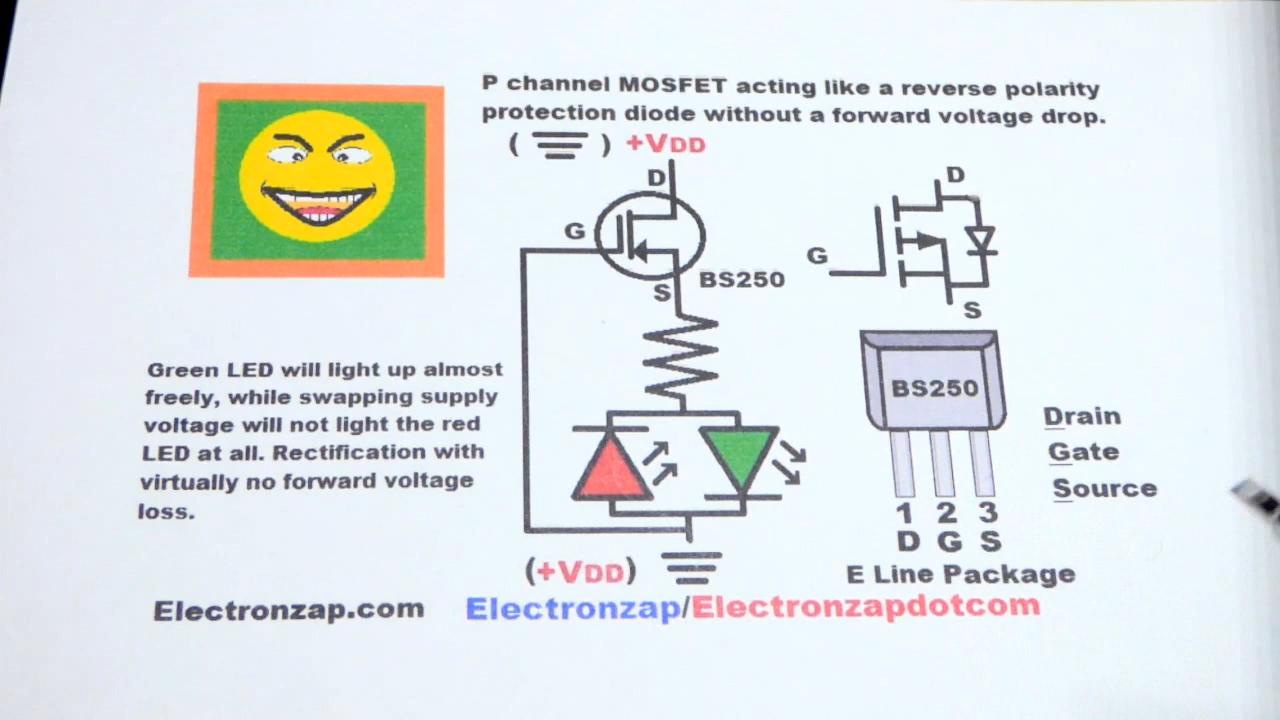 P channel MOSFET acting like a reverse polarity
protection diode without a forward voltage drop.
( ) +VDD
D
G
BS250
S
D
G
S
Green LED will light up almost
freely, while swapping supply
voltage will not light the red
LED at all. Rectification with
virtually no forward voltage
loss.
BS250
Drain
Gate
Source
1 2 3
D G S
E Line Package
(+VDD)
Electronzap.com
Electronzap/Electronzapdotcom